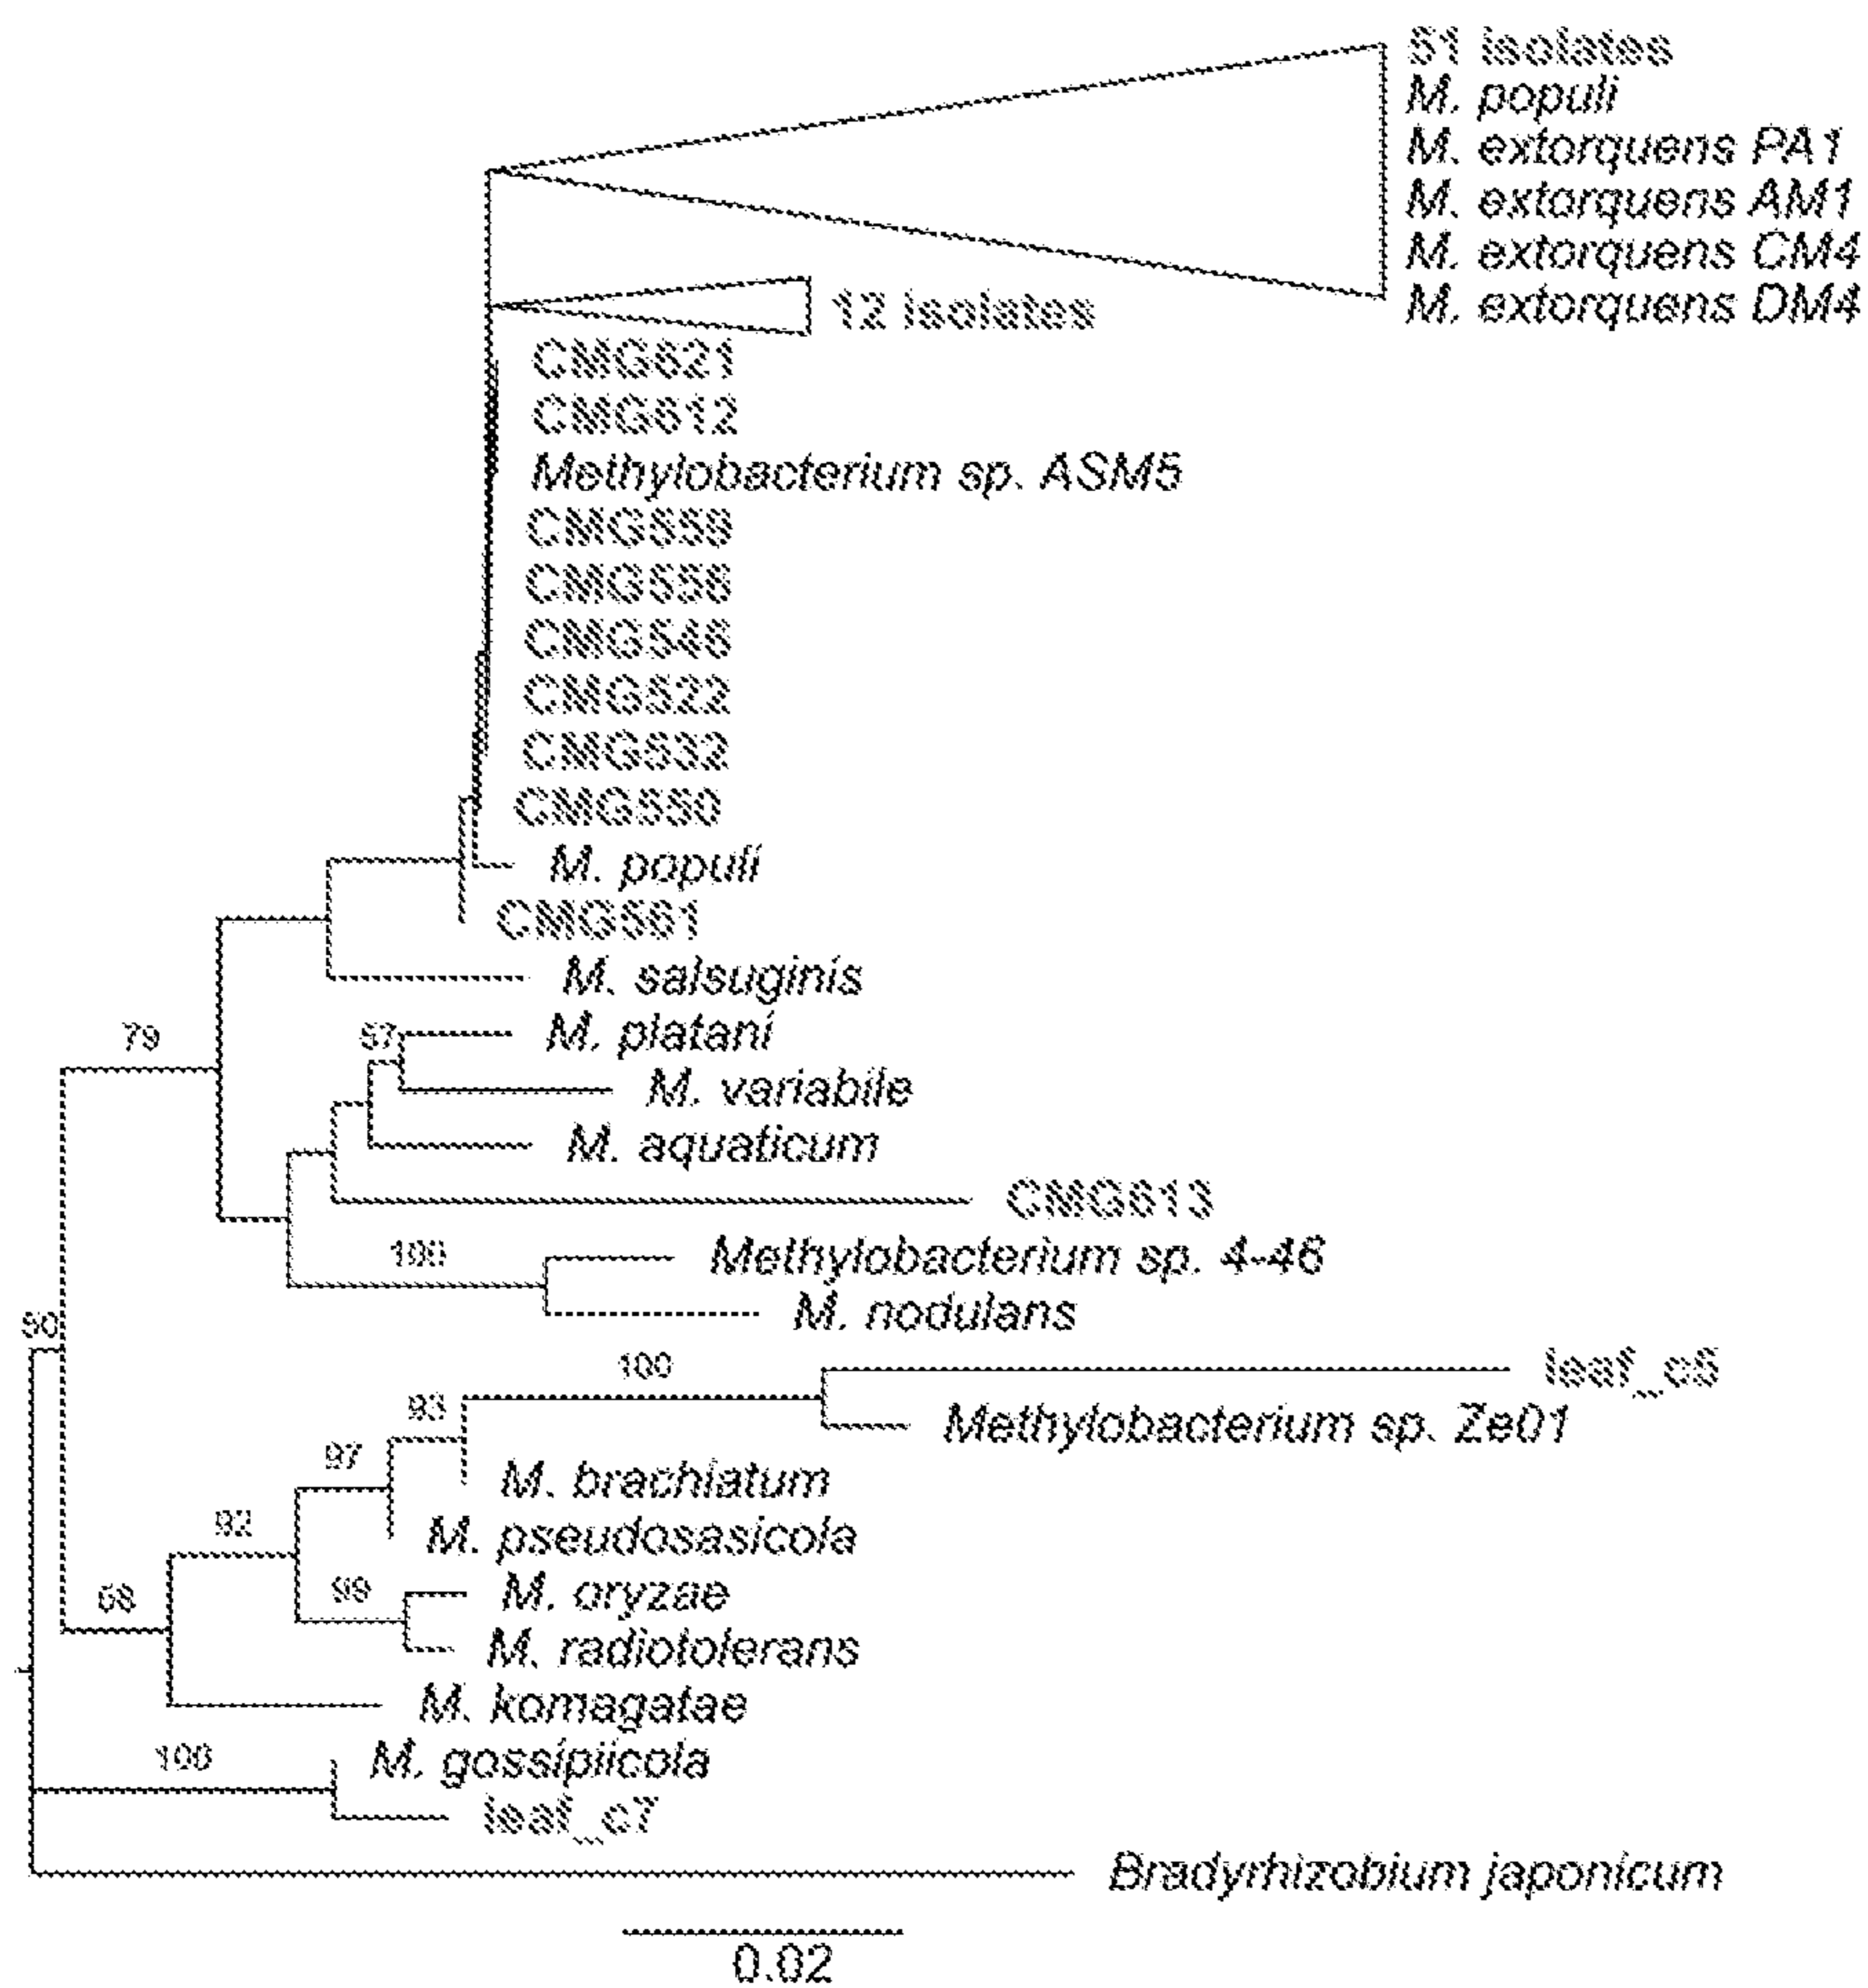 51 isolates
M. populi
M. extorquens PA1
M. extorquens AM1
M. extorquens CM4
M. extorquens DM4
12 isolates
CMG621
CMG612
Methylobacterium sp. ASM5
CMG559
CMG556
CMG546
CMG522
CMG532
CMG550
M. populi
CMG561
M. salsuginis
79
57
M. platani
M. variabile
M. aquaticum
CMG613
100
Methylobacterium sp. 4-46
M. nodulans
50
100
leaf_c5
93
Methylobacterium sp. Ze01
97
M. brachiatum
92
M. pseudosasicola
68
99
M. oryzae
M. radiotolerans
M. komagatae
100
M. gossipiicola
leaf_c7
Bradyrhizobium japonicum
0.02